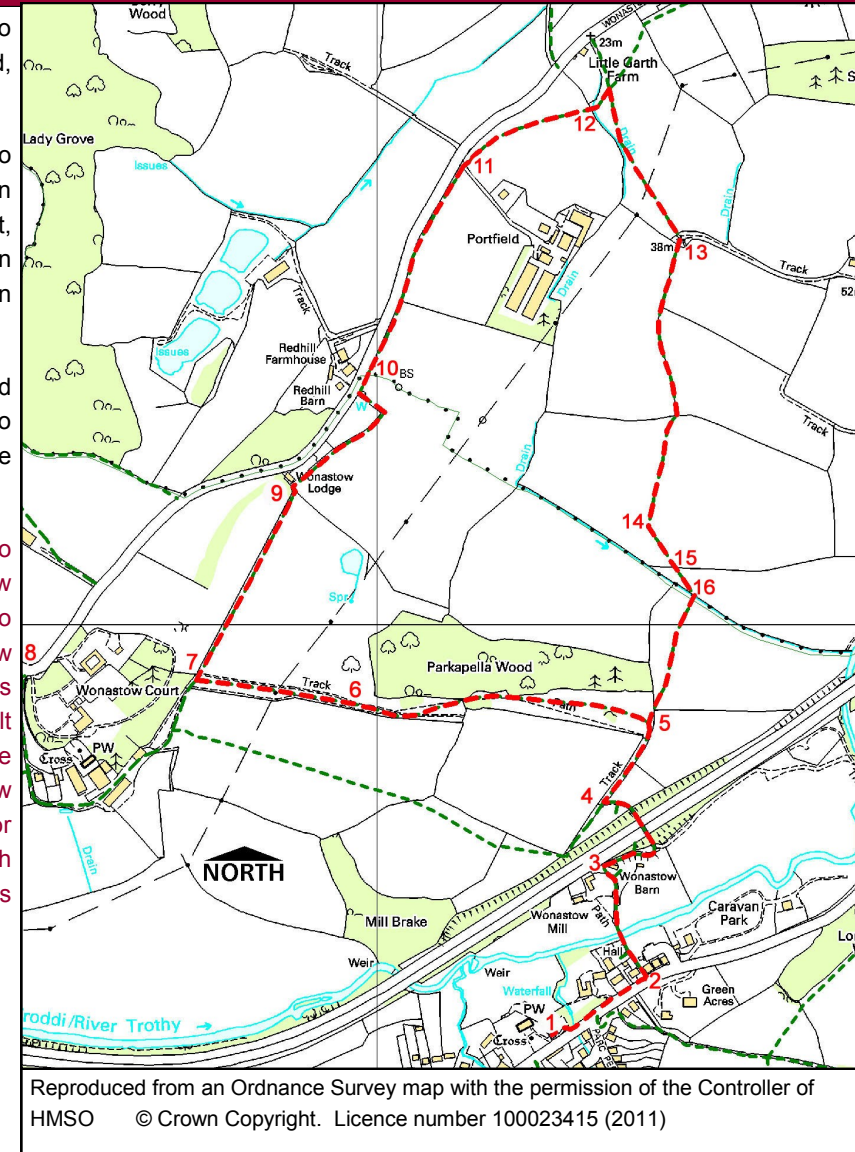 Wood
WONAST
23m
Little Garth
Farm
Track
12
Drain
Lady Grove
Issues
11
Drain
Portfield
38m
13
Track
52
Drain
Track
Issues
Redhill
Farmhouse
10
BS
Redhill
Barn
W
Track
Drain
Wonastow
Lodge
9
14
15
16
Spr
8
7
Track
6
Parkapella Wood
Wonastow Court
Path
5
PW
Cross
Track
4
Drain
NORTH
3
Wonastow
Barn
Mill Brake
Wonastow
Mill
Path
Caravan
Park
Hall
Lo
Weir
Weir
2
Waterfall
Green
Acres
roddi/River Trothy
PW
1
Cross
Reproduced from an Ordnance Survey map with the permission of the Controller of
HMSO © Crown Copyright. Licence number 100023415 (2011)